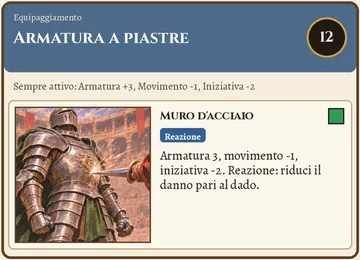 Equipaggiamento
Armatura a piastre
12
Sempre attivo: Armatura +3, Movimento -1, Iniziativa -2
Muro d'acciaio
Reazione
Armatura 3, movimento -1,
iniziativa -2. Reazione: riduci il
danno pari al dado.